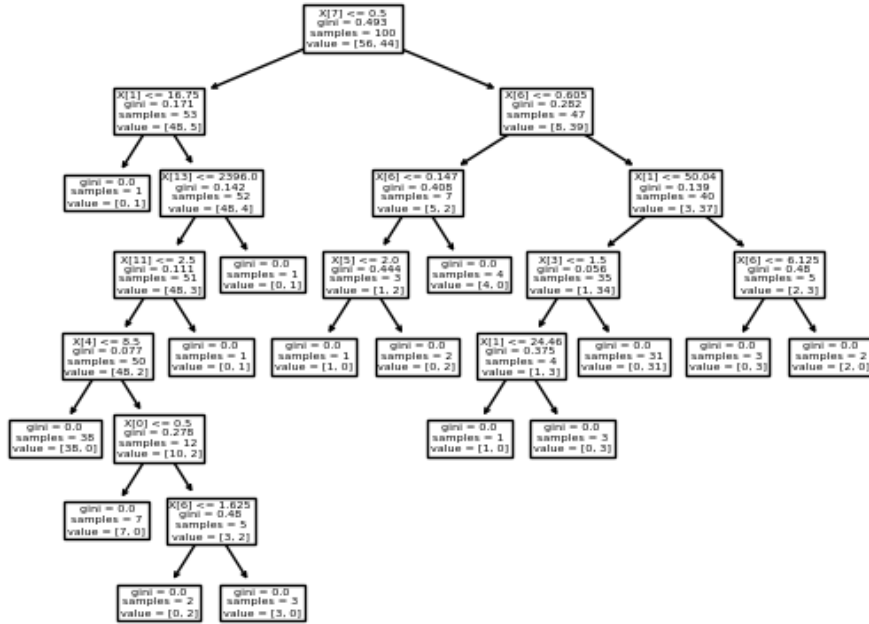 X[7] <= 0.5
gini = 0.493
samples = 100
value = [56, 44]
X[1] <= 16.75
gini = 0.171
samples = 53
value = [48, 5]
X[6] <= 0.605
gini = 0.282
samples = 47
value = [8, 39]
gini = 0.0
samples = 1
value = [0, 1]
X[13] <= 2396.0
gini = 0.142
samples = 52
value = [48, 4]
X[6] <= 0.147
gini = 0.408
samples = 7
value = [5, 2]
X[1] <= 50.04
gini = 0.139
samples = 40
value = [3, 37]
X[11] <= 2.5
gini = 0.111
samples = 51
value = [48, 3]
gini = 0.0
samples = 1
value = [0, 1]
X[5] <= 2.0
gini = 0.444
samples = 3
value = [1, 2]
gini = 0.0
samples = 4
value = [4, 0]
X[3] <= 1.5
gini = 0.056
samples = 35
value = [1, 34]
X[6] <= 6.125
gini = 0.48
samples = 5
value = [2, 3]
X[4] <= 8.5
gini = 0.077
samples = 50
value = [48, 2]
gini = 0.0
samples = 1
value = [0, 1]
gini = 0.0
samples = 1
value = [1, 0]
gini = 0.0
samples = 2
value = [0, 2]
X[1] <= 24.46
gini = 0.375
samples = 4
value = [1, 3]
gini = 0.0
samples = 31
value = [0, 31]
gini = 0.0
samples = 3
value = [0, 3]
gini = 0.0
samples = 2
value = [2, 0]
gini = 0.0
samples = 38
value = [38, 0]
X[0] <= 0.5
gini = 0.278
samples = 12
value = [10, 2]
gini = 0.0
samples = 1
value = [1, 0]
gini = 0.0
samples = 3
value = [0, 3]
gini = 0.0
samples = 7
value = [7, 0]
X[6] <= 1.625
gini = 0.48
samples = 5
value = [3, 2]
gini = 0.0
samples = 2
value = [0, 2]
gini = 0.0
samples = 3
value = [3, 0]